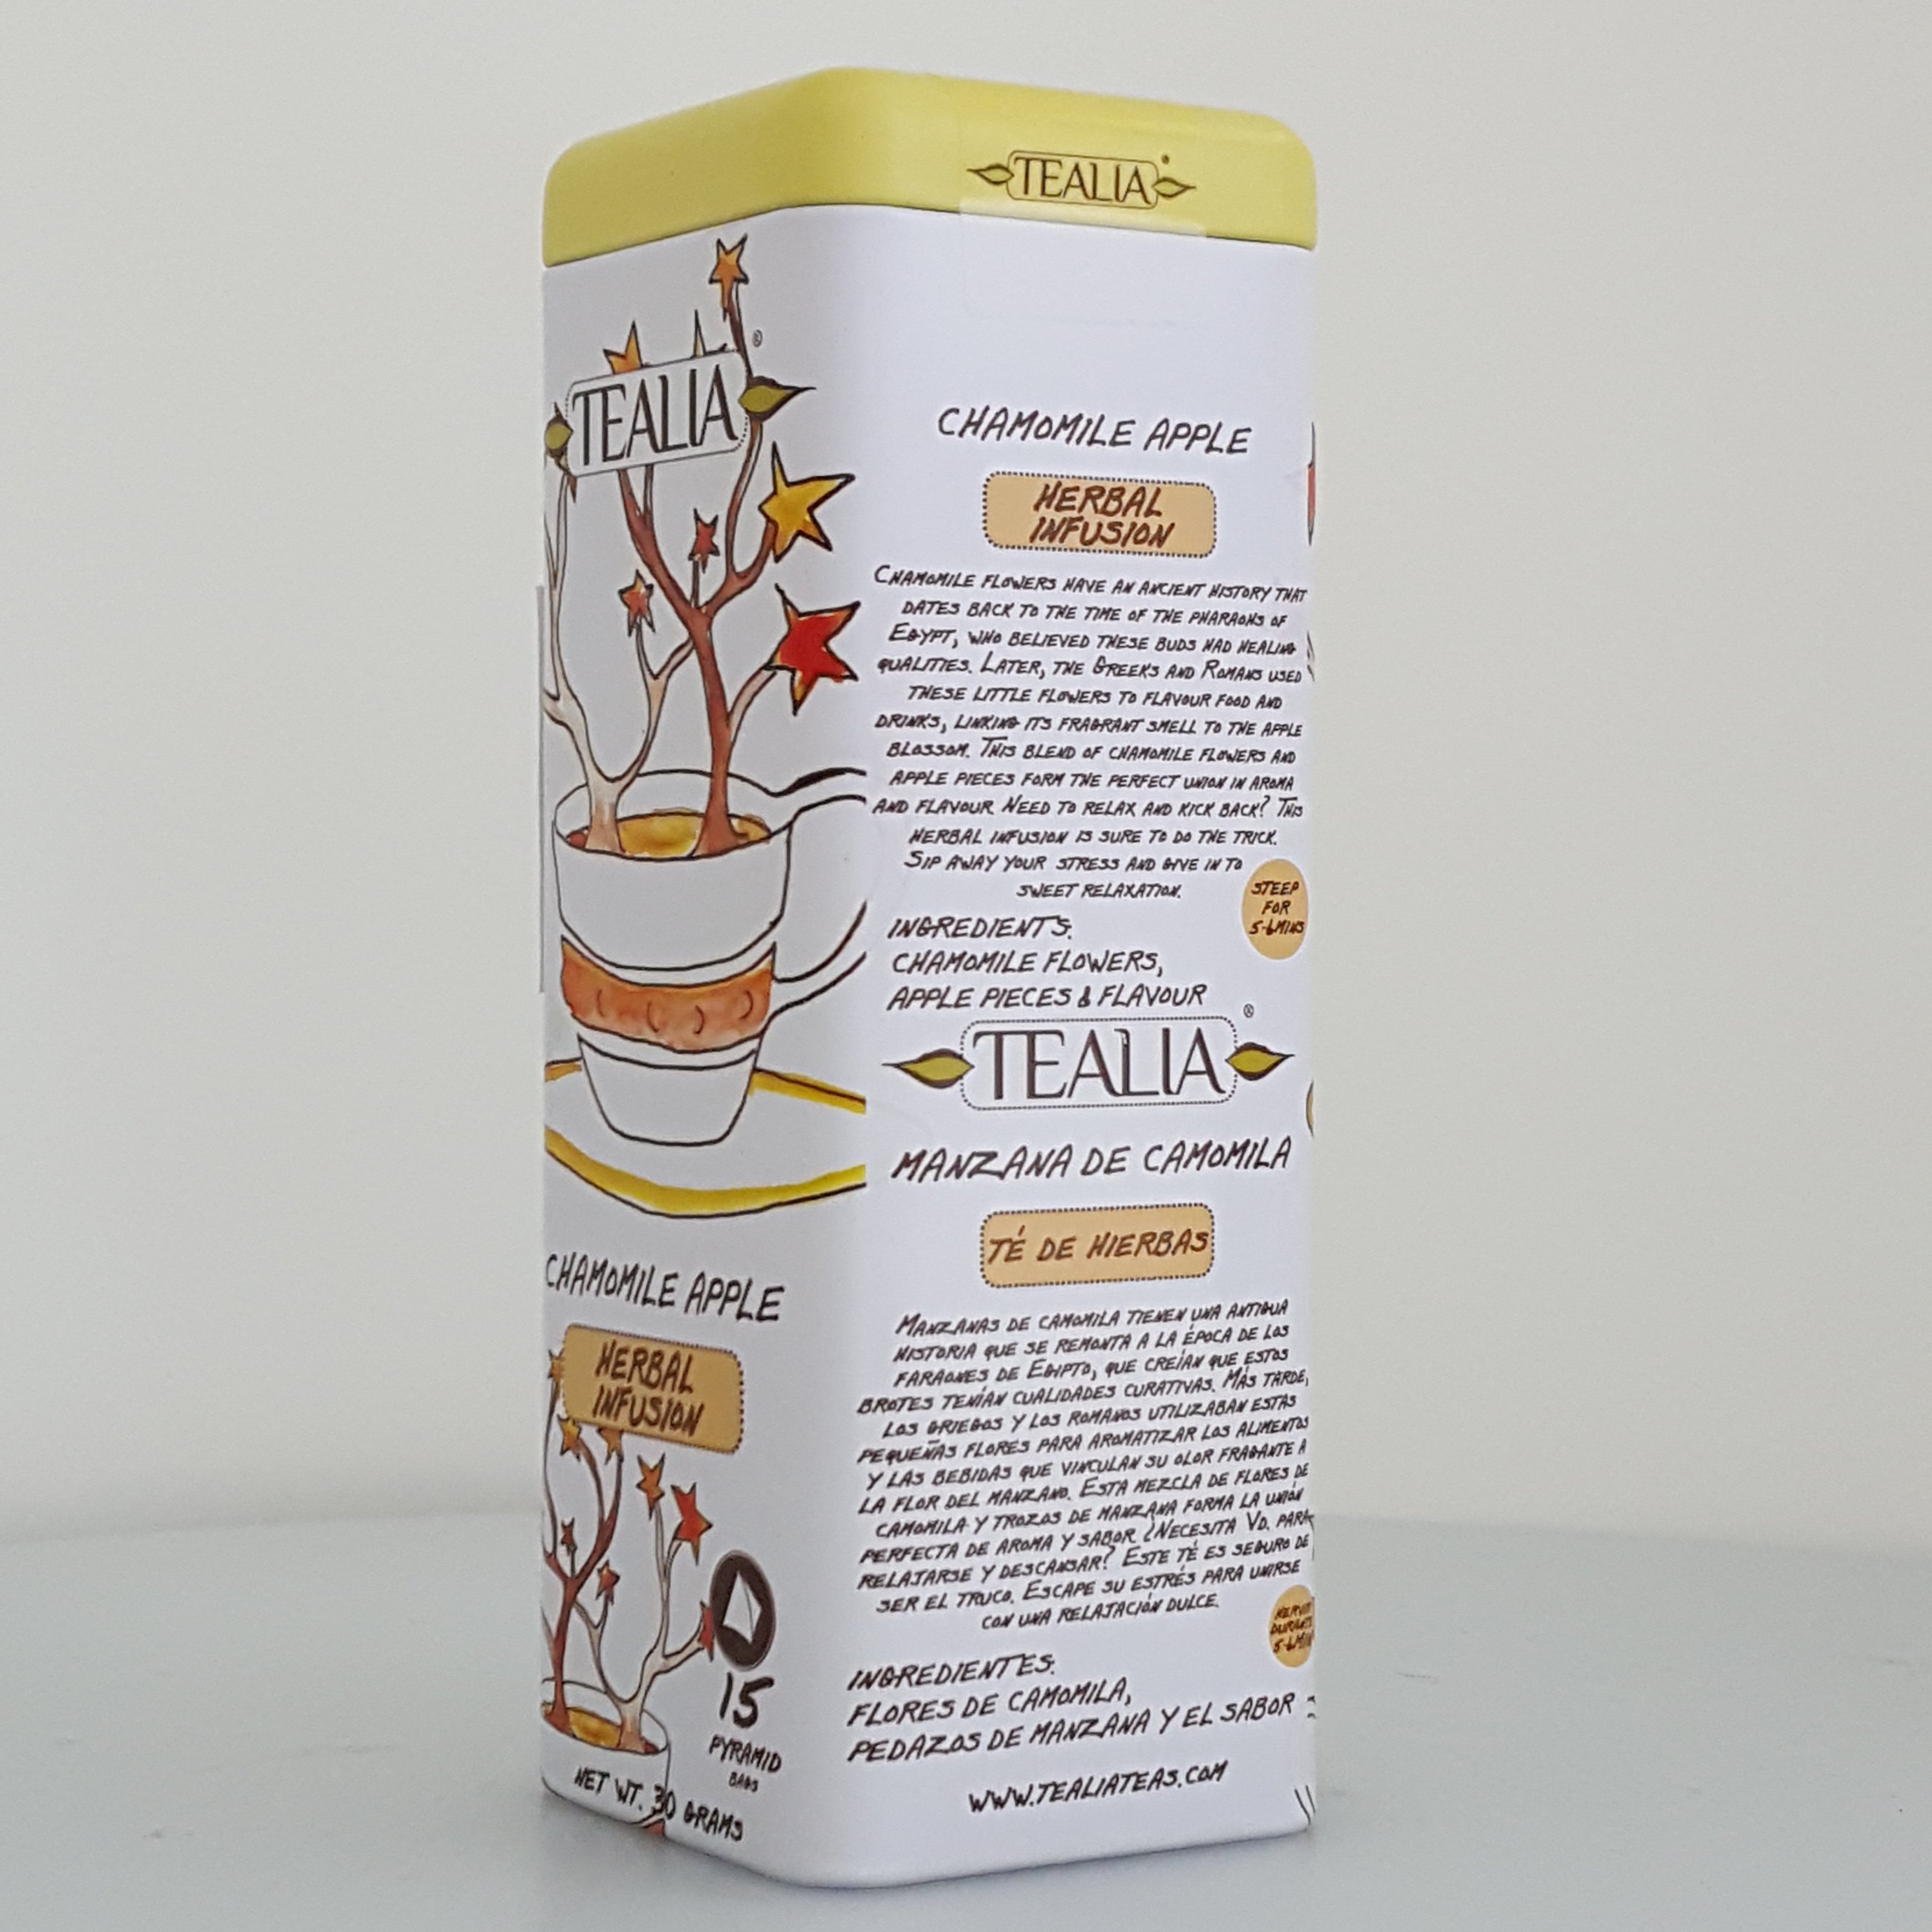 TEALIA
TEALIA
CHAMOMILE APPLE
HERBAL
INFUSION
15
PYRAMID
BAGS
NET WT. 30 GRAMS
CHAMOMILE APPLE
HERBAL
INFUSION
CHAMOMILE FLOWERS HAVE AN ANCIENT HISTORY THAT
DATES BACK TO THE TIME OF THE PHARAOHS OF
EGYPT, WHO BELIEVED THESE BUDS HAD HEALING
QUALITIES. LATER, THE GREEKS AND ROMANS USED
THESE LITTLE FLOWERS TO FLAVOUR FOOD AND
DRINKS, LINKING ITS FRAGRANT SMELL TO THE APPLE
BLOSSOM. THIS BLEND OF CHAMOMILE FLOWERS AND
APPLE PIECES FORM THE PERFECT UNION IN AROMA
AND FLAVOUR. NEED TO RELAX AND KICK BACK? THIS
HERBAL INFUSION IS SURE TO DO THE TRICK.
SIP AWAY YOUR STRESS AND GIVE IN TO
SWEET RELAXATION.
STEEP
FOR
5-6MINS
INGREDIENTS:
CHAMOMILE FLOWERS,
APPLE PIECES & FLAVOUR
TEALIA
MANZANA DE CAMOMILA
TÉ DE HIERBAS
MANZANAS DE CAMOMILA TIENEN UNA ANTIGUA
HISTORIA QUE SE REMONTA A LA ÉPOCA DE LOS
FARAONES DE EGIPTO, QUE CREÍAN QUE ESTOS
BROTES TENÍAN CUALIDADES CURATIVAS. MÁS TARDE,
LOS GRIEGOS Y LOS ROMANOS UTILIZABAN ESTAS
PEQUEÑAS FLORES PARA AROMATIZAR LOS ALIMENTOS
Y LAS BEBIDAS QUE VINCULAN SU OLOR FRAGANTE A
LA FLOR DEL MANZANO. ESTA MEZCLA DE FLORES DE
CAMOMILA Y TROZOS DE MANZANA FORMA LA UNIÓN
PERFECTA DE AROMA Y SABOR ¿NECESITA VD. PARA
RELAJARSE Y DESCANSAR? ESTE TÉ ES SEGURO DE
SER EL TRUCO. ESCAPE SU ESTRÉS PARA UNIRSE
CON UNA RELAJACIÓN DULCE.
5-6MIN
INGREDIENTES:
FLORES DE CAMOMILA,
PEDAZOS DE MANZANA Y EL SABOR
WWW.TEALIATEAS.COM